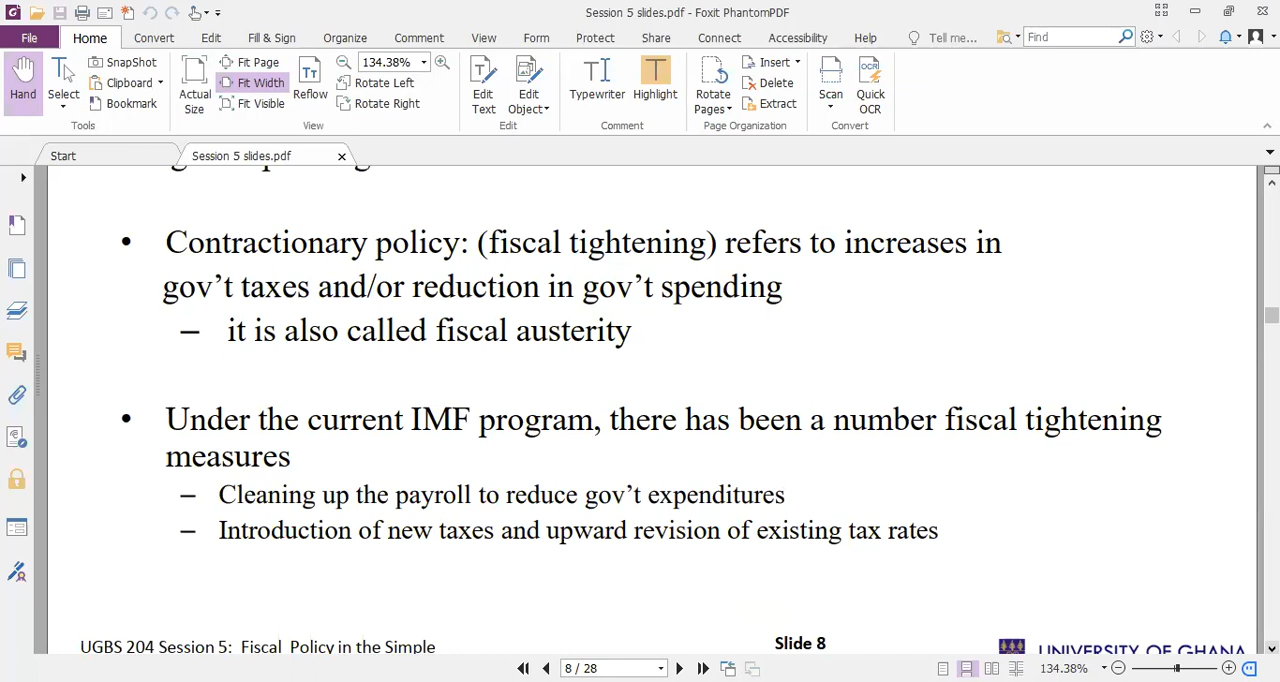 Session 5 slides.pdf - Foxit PhantomPDF
File Home Convert Edit Fill & Sign Organize Comment View Form Protect Share Connect Accessibility Help Tell me... Find
Hand
Select
SnapShot
Clipboard
Bookmark
Tools
Actual Size
Fit Page
Fit Width
Fit Visible
Reflow
134.38%
Rotate Left
Rotate Right
View
Edit Text
Edit Object
Edit
Typewriter
Highlight
Comment
Rotate Pages
Insert
Delete
Extract
Page Organization
Scan
Quick OCR
Convert
Start
Session 5 slides.pdf
• Contractionary policy: (fiscal tightening) refers to increases in
gov’t taxes and/or reduction in gov’t spending
– it is also called fiscal austerity
• Under the current IMF program, there has been a number fiscal tightening
measures
– Cleaning up the payroll to reduce gov’t expenditures
– Introduction of new taxes and upward revision of existing tax rates
UGBS 204 Session 5: Fiscal Policy in the Simple
Slide 8
UNIVERSITY OF GHANA
8 / 28
134.38%